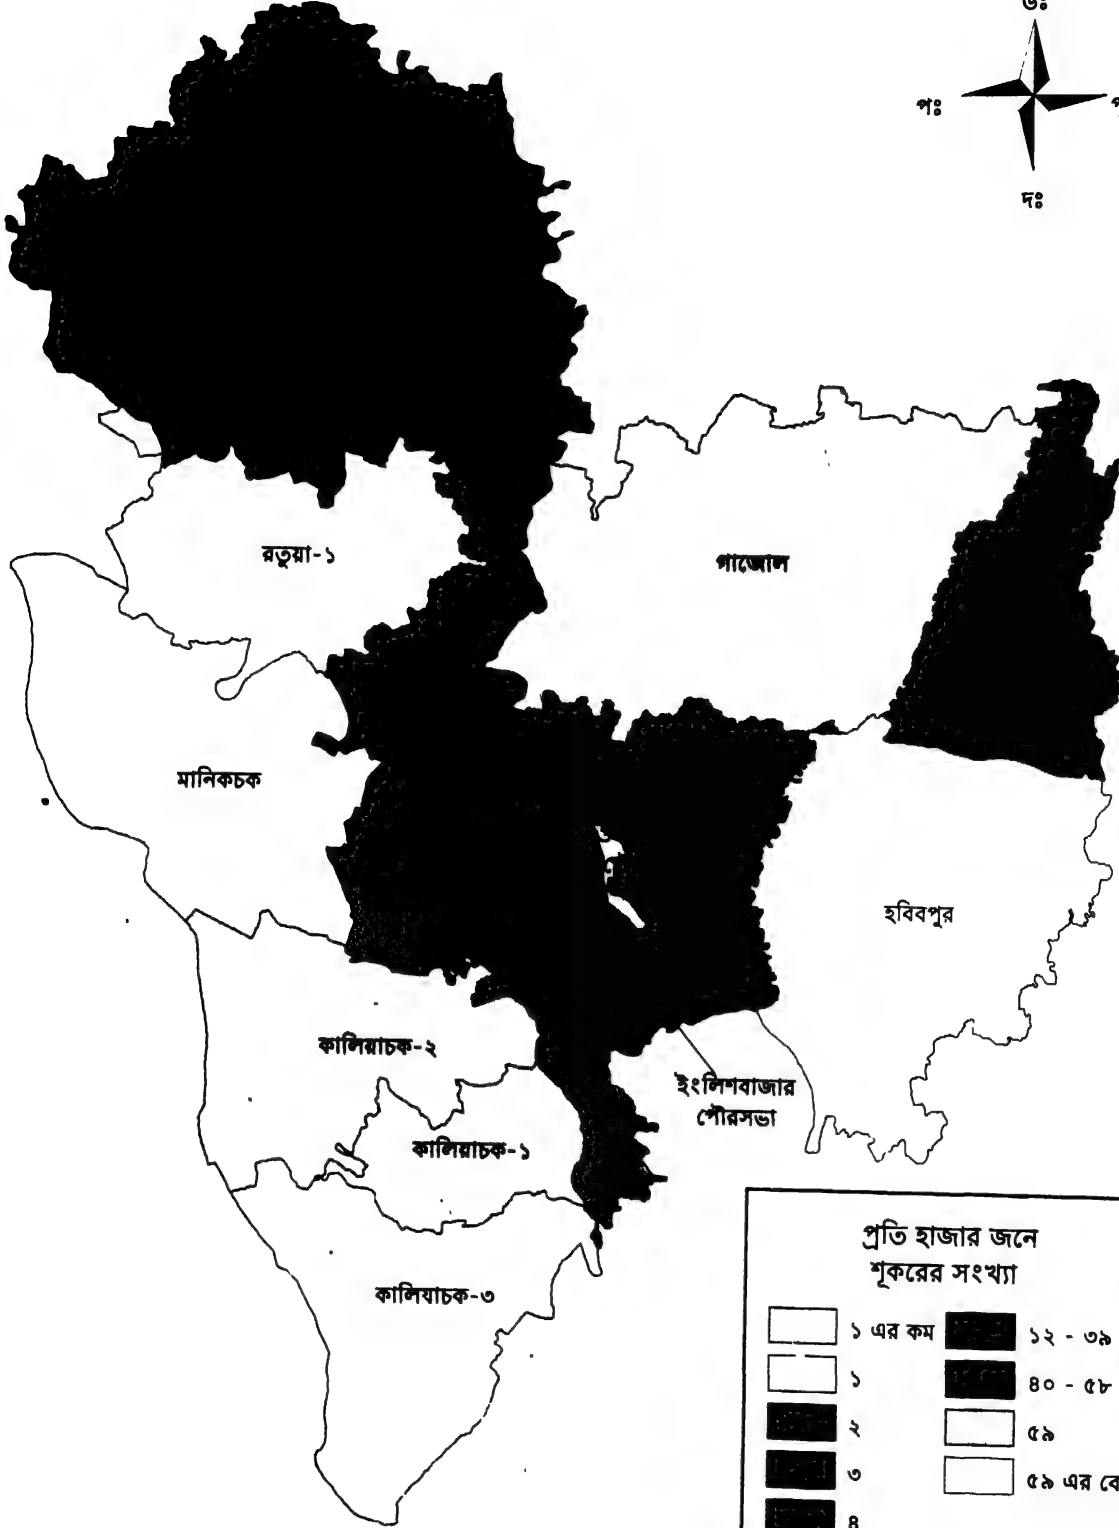 উঃ
পঃ
দঃ
রতুয়া-১
গাজোল
মানিকচক
হবিবপুর
কালিয়াচক-২
ইংলিশবাজার
পৌরসভা
কালিয়াচক-১
কালিয়াচক-৩
প্রতি হাজার জনে
শূকরের সংখ্যা
১ এর কম
১
২
৩
৪
১২ - ৩৯
৪০ - ৫৮
৫৯
৫৯ এর